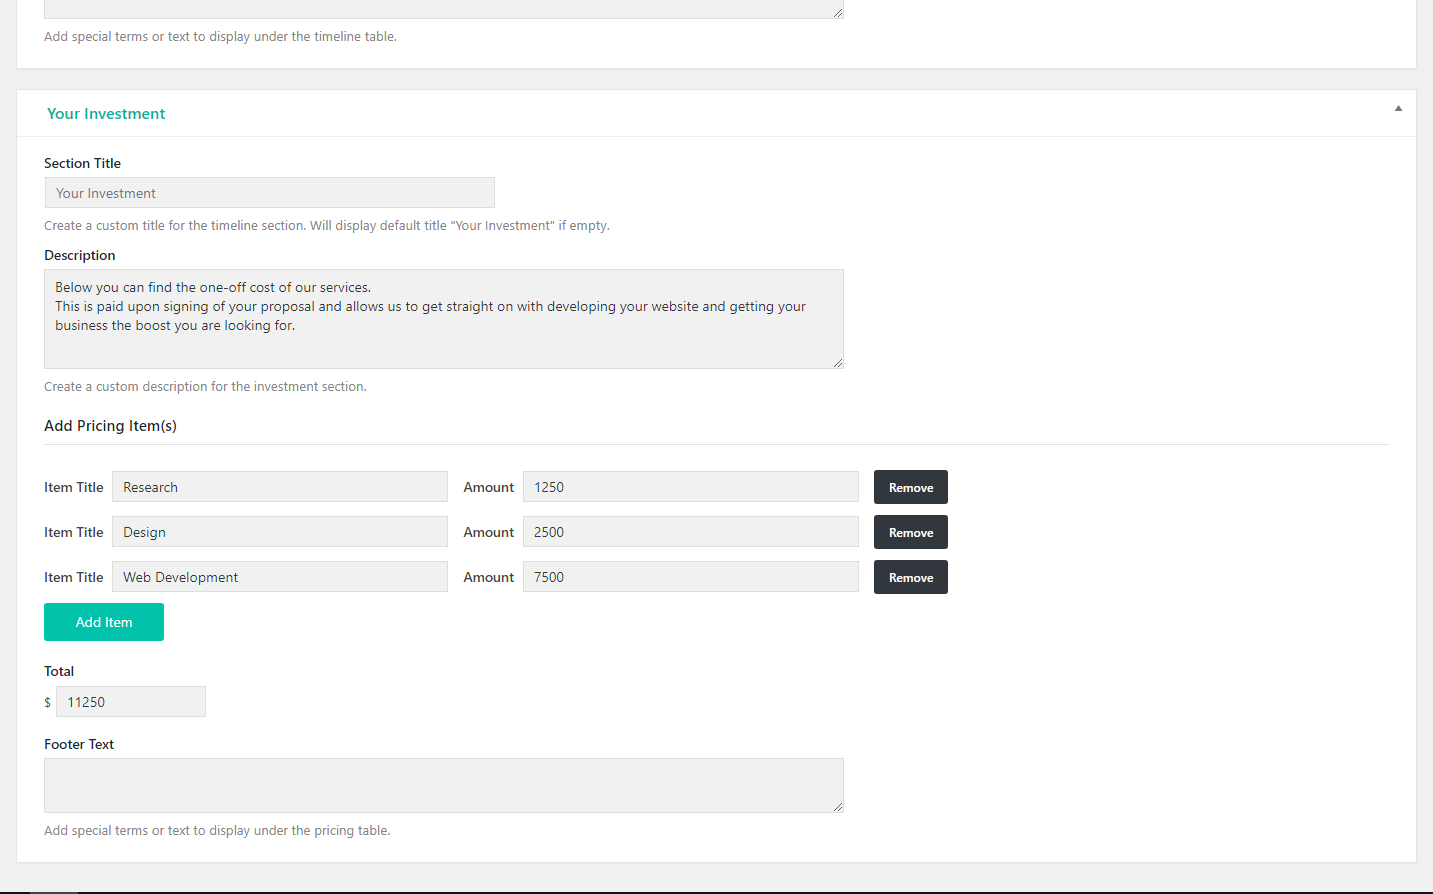 Add special terms or text to display under the timeline table.
Your Investment
Section Title
Your Investment
Create a custom title for the timeline section. Will display default title "Your Investment" if empty.
Description
Below you can find the one-off cost of our services.
This is paid upon signing of your proposal and allows us to get straight on with developing your website and getting your
business the boost you are looking for.
Create a custom description for the investment section.
Add Pricing Item(s)
Item Title Research Amount 1250 Remove
Item Title Design Amount 2500 Remove
Item Title Web Development Amount 7500 Remove
Add Item
Total
$ 11250
Footer Text
Add special terms or text to display under the pricing table.